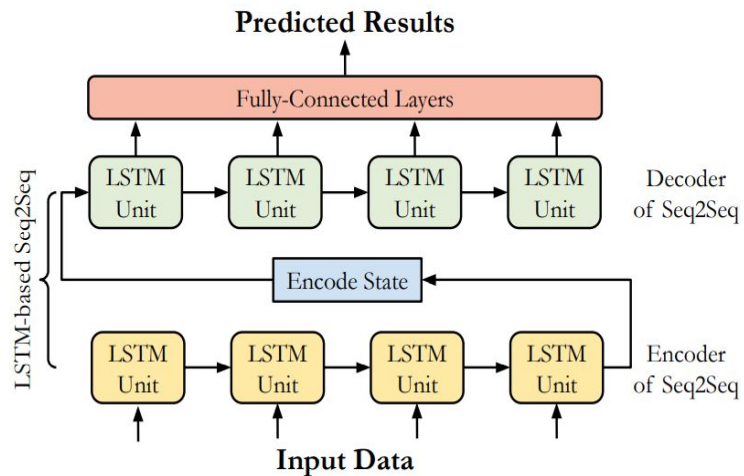 Predicted Results
Fully-Connected Layers
LSTM
Unit
LSTM
Unit
LSTM
Unit
LSTM
Unit
Decoder
of Seq2Seq
LSTM-based Seq2Seq
Encode State
LSTM
Unit
LSTM
Unit
LSTM
Unit
LSTM
Unit
Encoder
of Seq2Seq
Input Data